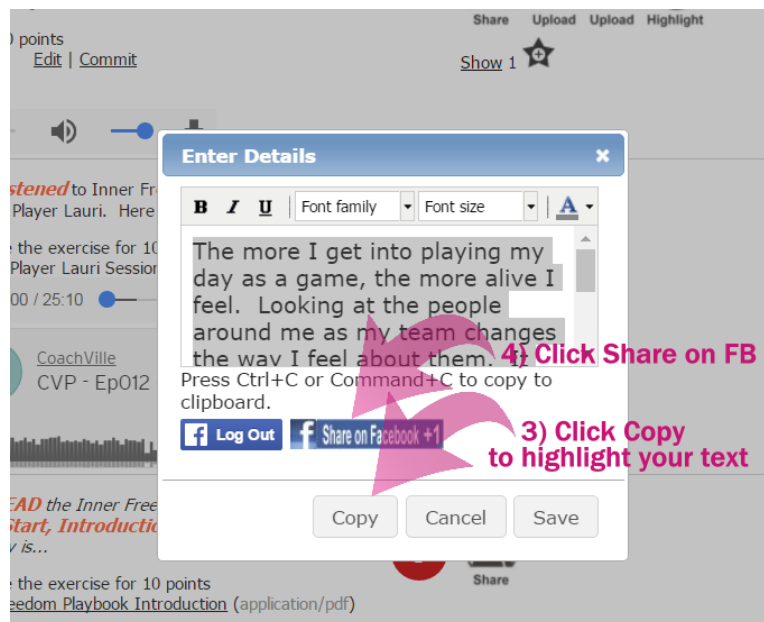 Share Upload Upload Highlight
points
Edit | Commit
Show 1
Enter Details
stened to Inner Fr
Player Lauri. Here
B I U Font family Font size A
the exercise for 10
Player Lauri Session
00 / 25:10
The more I get into playing my
day as a game, the more alive I
feel. Looking at the people
around me as my team changes
the way I feel about them. It
4) Click Share on FB
CoachVille
CVP - Ep012
Press Ctrl+C or Command+C to copy to
clipboard.
f Log Out f Share on Facebook +1
3) Click Copy
to highlight your text
EAD the Inner Free
Start, Introductio
y is...
Copy Cancel Save
the exercise for 10 points
Share
eedom Playbook Introduction (application/pdf)